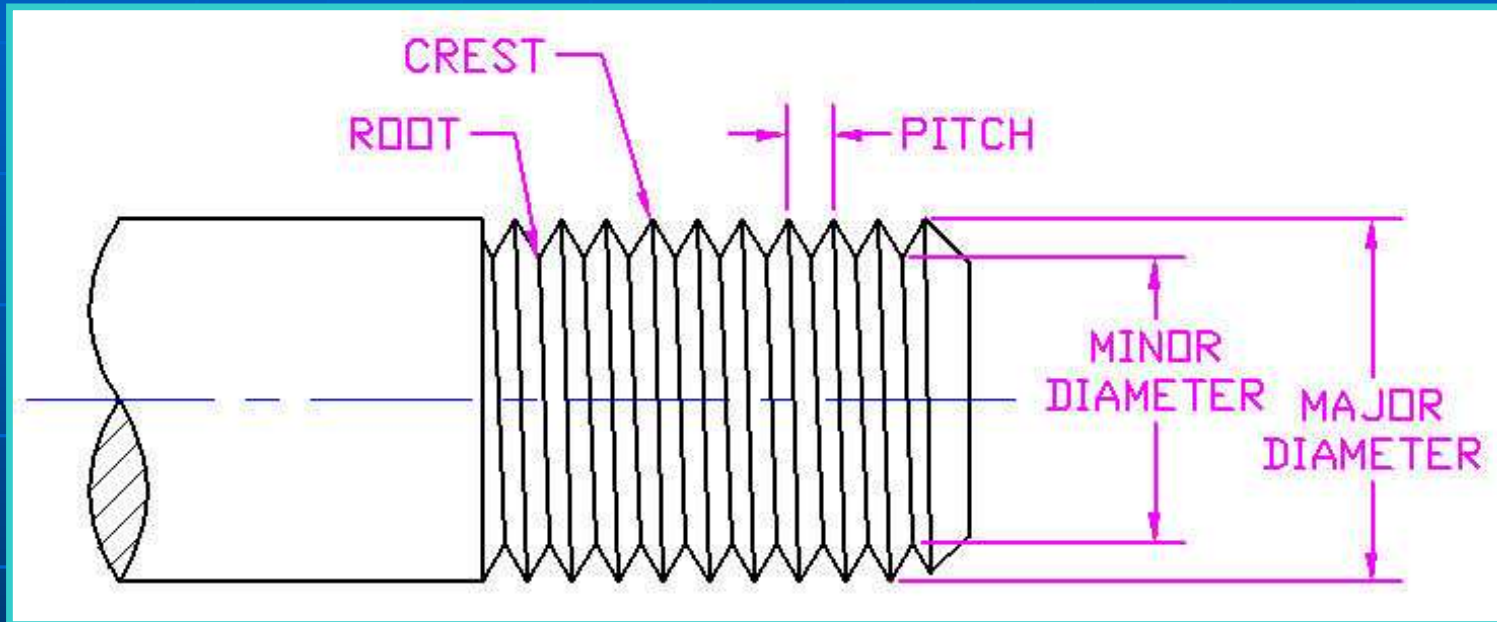 CREST
ROOT
PITCH
MINOR
DIAMETER
MAJOR
DIAMETER